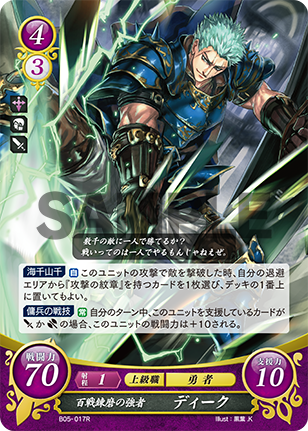 4
3
SAMPLE
数千の敵に一人で勝てるか?
戦いってのは一人でやるもんじゃねえぜ。
海千山千 自 このユニットの攻撃で敵を撃破した時、自分の退避
エリアから『攻撃の紋章』を持つカードを1枚選び、デッキの1番上
に置いてもよい。
傭兵の戦技 常 自分のターン中、このユニットを支援しているカードが
か の場合、このユニットの戦闘力は+10される。
戦闘力
70
射程 1 上級職 勇者
支援力
10
B05-017R 百戦錬磨の強者 ディーク
Illust:黒葉.K